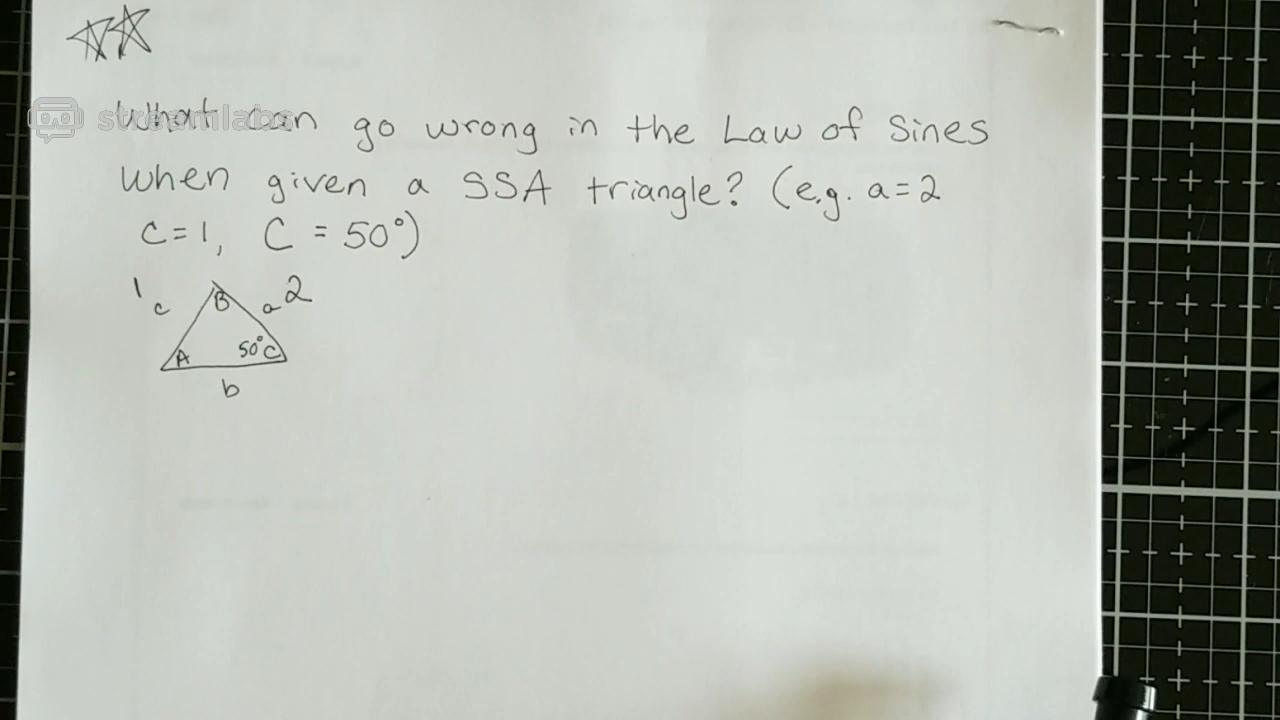 streamlabs
What can go wrong in the Law of Sines
when given a SSA triangle? (e.g. a=2
c=1, C = 50°)
1 c B a 2
A 50° C
b